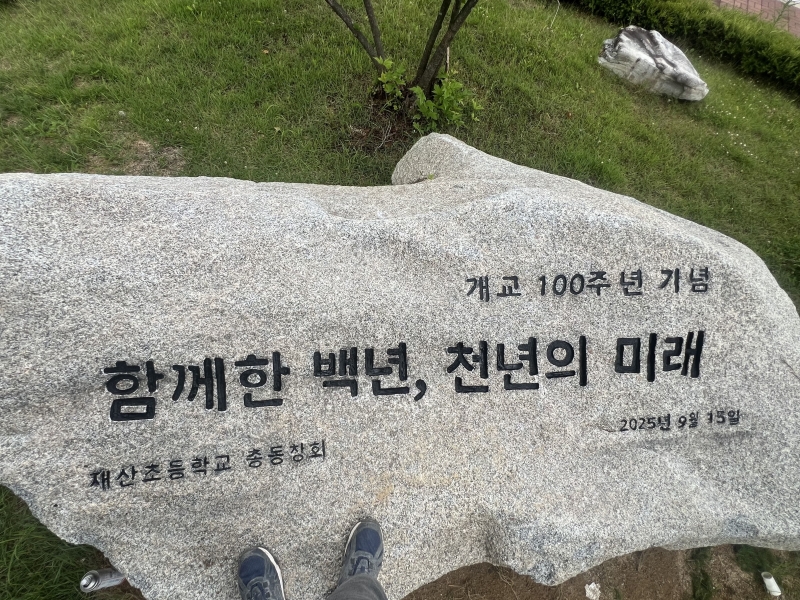 개교 100주년 기념
함께한 백년, 천년의 미래
2025년 9월 15일
재산초등학교 총동창회